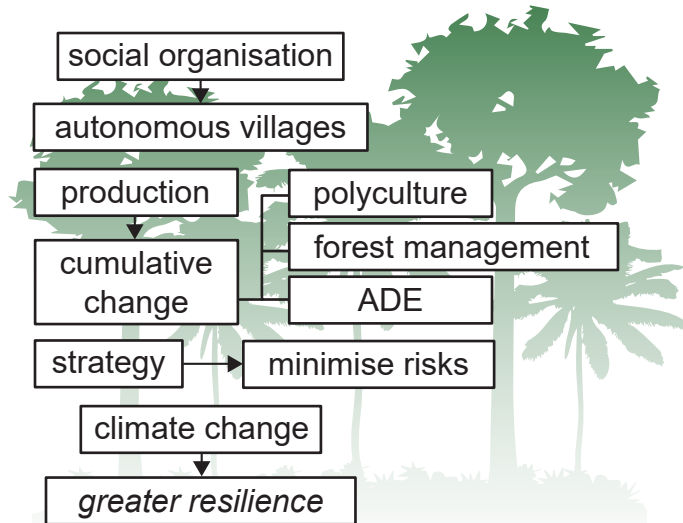 social organisation
autonomous villages
production
polyculture
forest management
cumulative
change
ADE
strategy
minimise risks
climate change
greater resilience